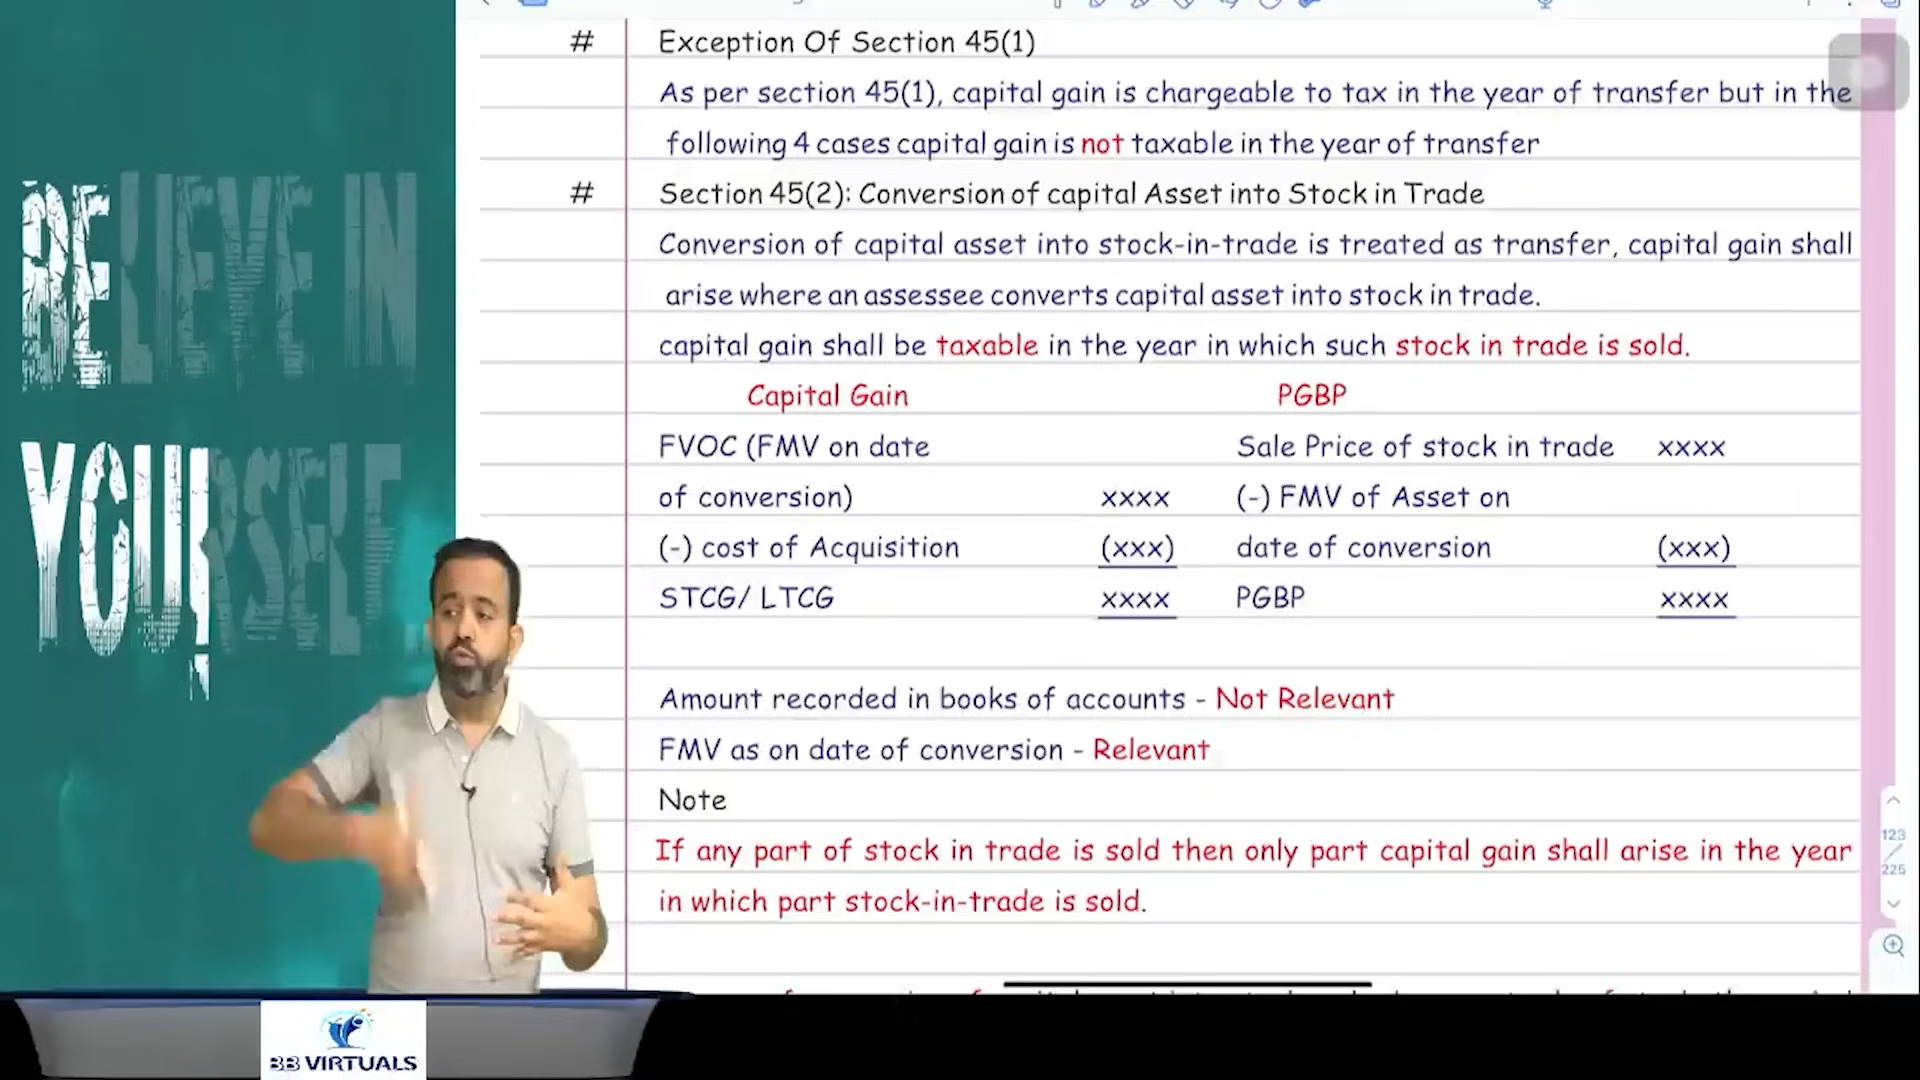 BELIEVE IN
YOURSELF
# Exception Of Section 45(1)
As per section 45(1), capital gain is chargeable to tax in the year of transfer but in the
following 4 cases capital gain is not taxable in the year of transfer
# Section 45(2): Conversion of capital Asset into Stock in Trade
Conversion of capital asset into stock-in-trade is treated as transfer, capital gain shall
arise where an assessee converts capital asset into stock in trade.
capital gain shall be taxable in the year in which such stock in trade is sold.
Capital Gain PGBP
FVOC (FMV on date Sale Price of stock in trade xxxx
of conversion) xxxx (-) FMV of Asset on
(-) cost of Acquisition (xxx) date of conversion (xxx)
STCG/ LTCG xxxx PGBP xxxx
Amount recorded in books of accounts - Not Relevant
FMV as on date of conversion - Relevant
Note
If any part of stock in trade is sold then only part capital gain shall arise in the year
in which part stock-in-trade is sold.
123
/
225
BB VIRTUALS